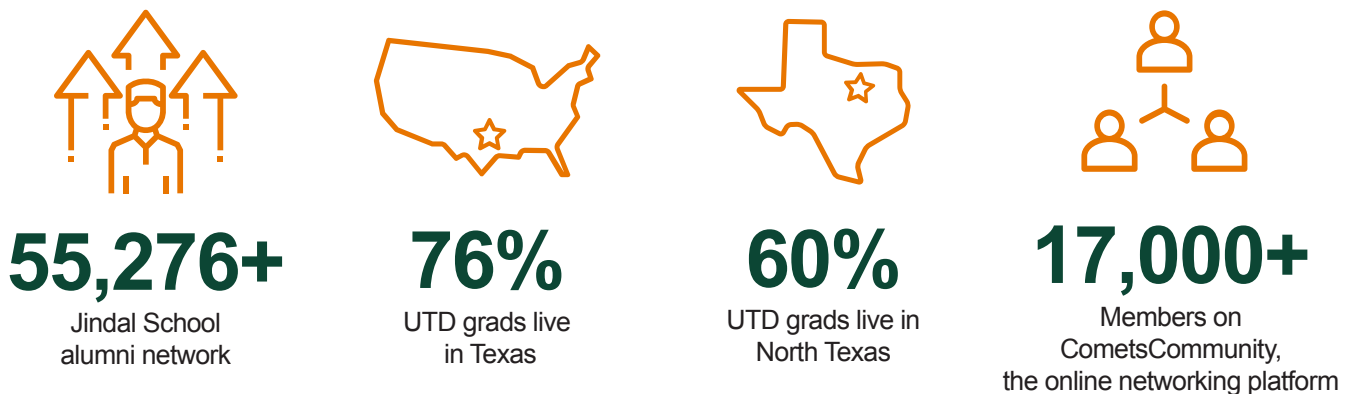 55,276+
Jindal School
alumni network
76%
UTD grads live
in Texas
60%
UTD grads live in
North Texas
17,000+
Members on
CometsCommunity,
the online networking platform